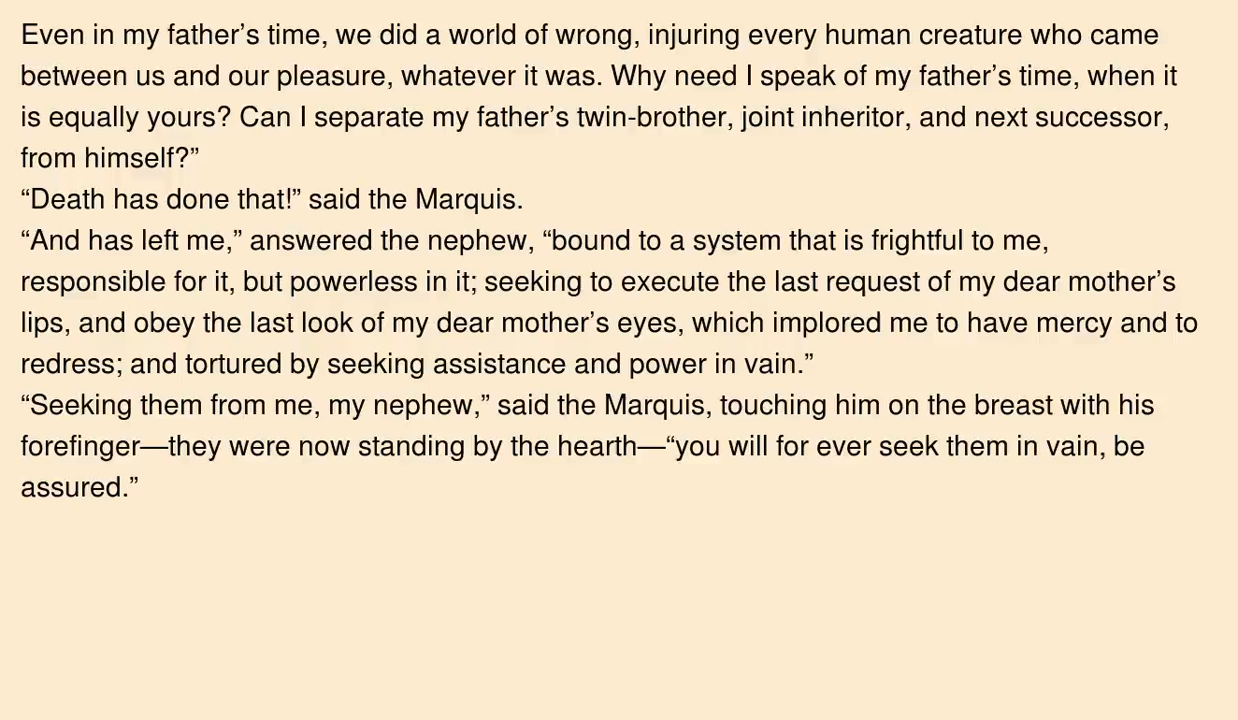 Even in my father’s time, we did a world of wrong, injuring every human creature who came
between us and our pleasure, whatever it was. Why need I speak of my father’s time, when it
is equally yours? Can I separate my father’s twin-brother, joint inheritor, and next successor,
from himself?”
“Death has done that!” said the Marquis.
“And has left me,” answered the nephew, “bound to a system that is frightful to me,
responsible for it, but powerless in it; seeking to execute the last request of my dear mother’s
lips, and obey the last look of my dear mother’s eyes, which implored me to have mercy and to
redress; and tortured by seeking assistance and power in vain.”
“Seeking them from me, my nephew,” said the Marquis, touching him on the breast with his
forefinger—they were now standing by the hearth—“you will for ever seek them in vain, be
assured.”